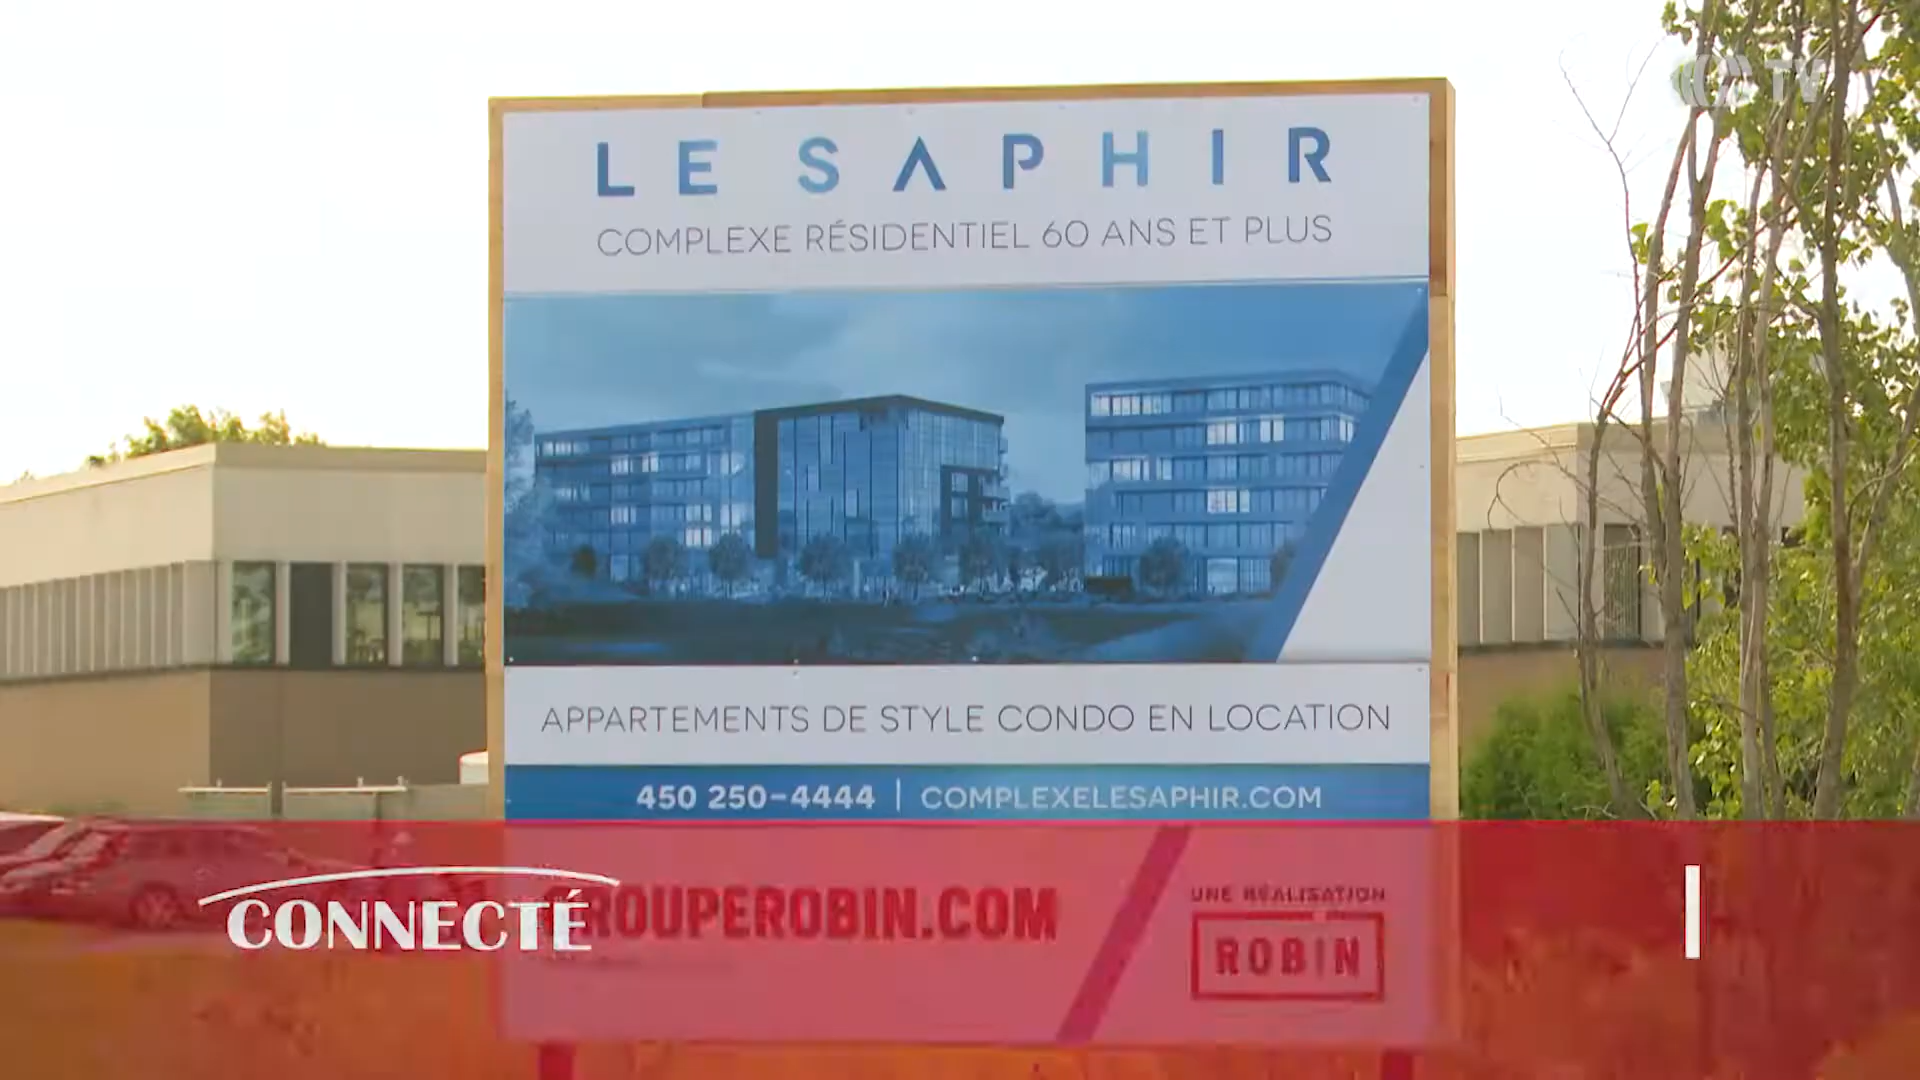 TV
LE SAPHIR
COMPLEXE RÉSIDENTIEL 60 ANS ET PLUS
APPARTEMENTS DE STYLE CONDO EN LOCATION
450 250-4444 | COMPLEXELESAPHIR.COM
CONNECTÉ
GROUPEROBIN.COM
UNE RÉALISATION
ROBIN